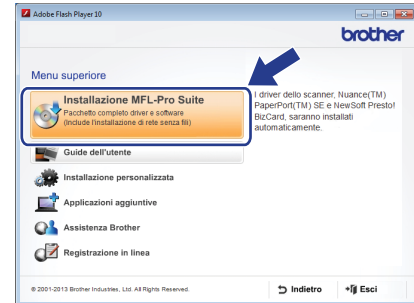 Adobe Flash Player 10
brother
Menu superiore
Installazione MFL-Pro Suite
Pacchetto completo driver e software
(Include l'installazione di rete senza fili)
I driver dello scanner, Nuance(TM)
PaperPort(TM) SE e NewSoft Presto!
BizCard, saranno installati
automaticamente.
Guide dell'utente
Installazione personalizzata
Applicazioni aggiuntive
Assistenza Brother
Registrazione in linea
© 2001-2013 Brother Industries, Ltd. All Rights Reserved.
Indietro
Esci